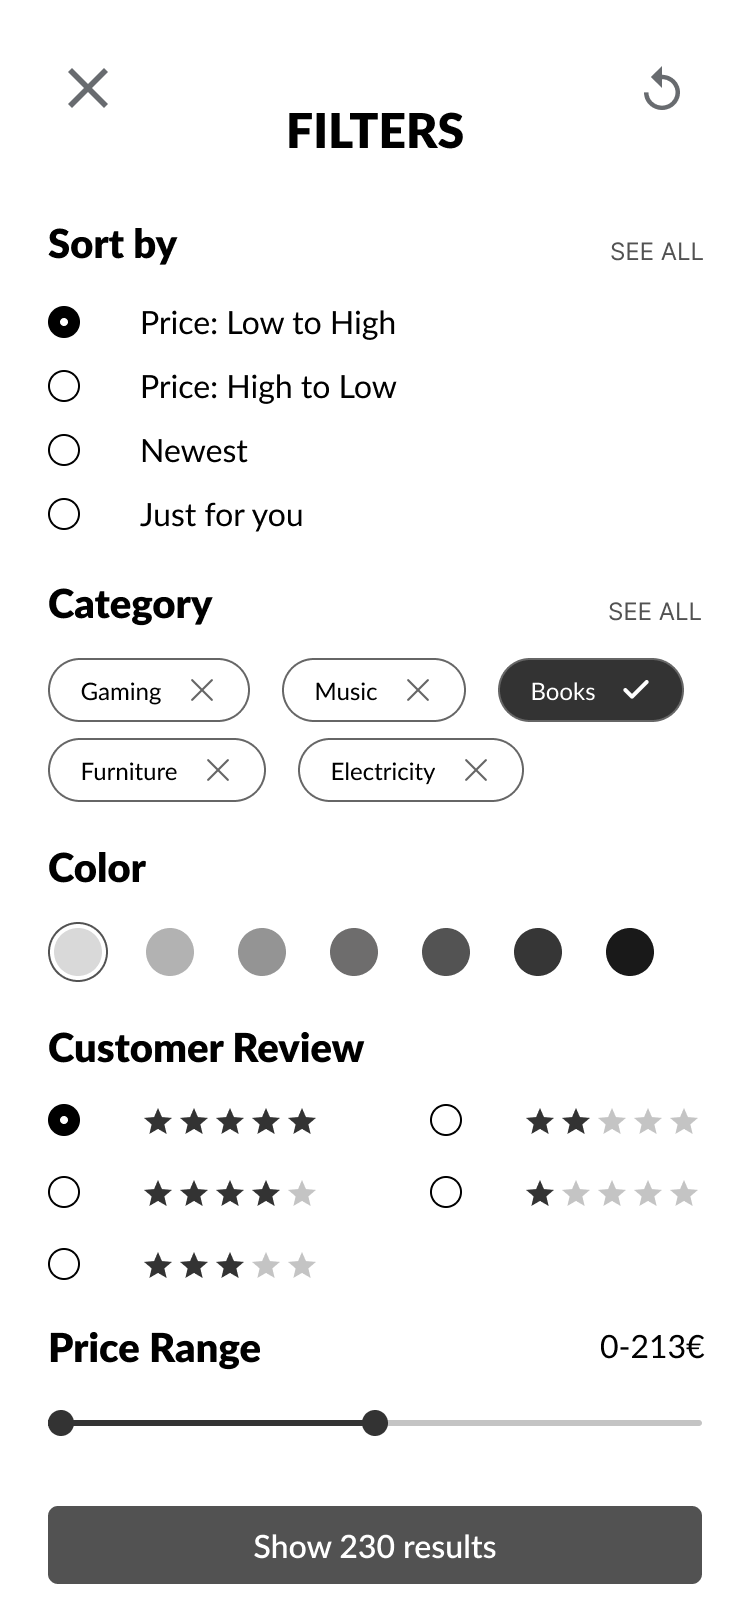 FILTERS
Sort by
SEE ALL
Price: Low to High
Price: High to Low
Newest
Just for you
Category
SEE ALL
Gaming
Music
Books
Furniture
Electricity
Color
Customer Review
Price Range
0-213€
Show 230 results